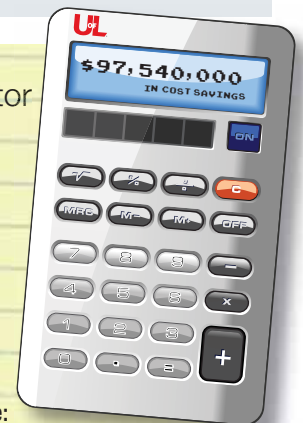 UofL
$97,540,000
tor
IN COST SAVINGS
ON
√ % ÷ C
MRC M- M+ OFF
7 8 9 −
4 5 6 x
1 2 3
0 . = +
e: